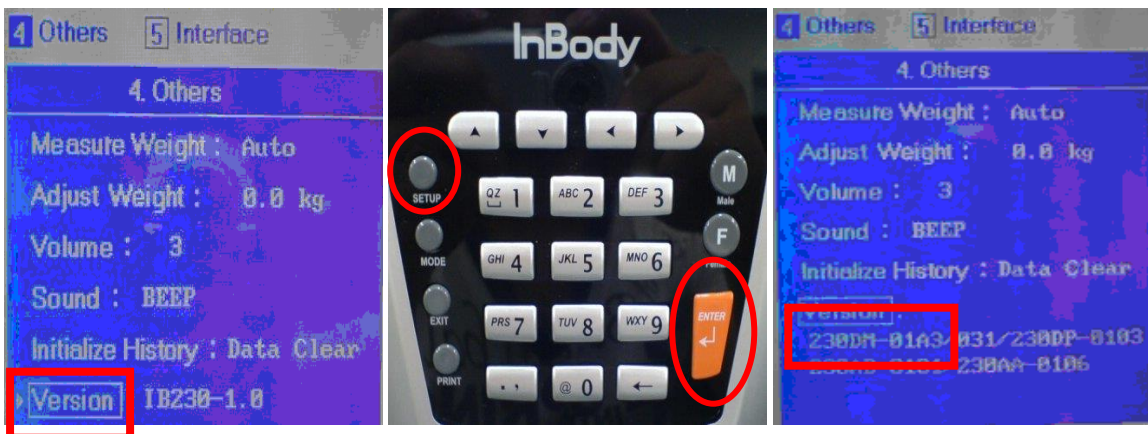 4 Others 5 Interface
4. Others
Measure Weight : Auto
Adjust Weight : 0.0 kg
Volume : 3
Sound : BEEP
Initialize History : Data Clear
Version IB230-1.0
InBody
SETUP
MODE
EXIT
PRINT
QZ 1 ABC 2 DEF 3
GHI 4 JKL 5 MNO 6
PRS 7 TUV 8 WXY 9
. , @ 0
M
Male
F
ENTER
4 Others 5 Interface
4. Others
Measure Weight : Auto
Adjust Weight : 0.0 kg
Volume : 3
Sound : BEEP
Initialize History : Data Clear
Version :
230DM-01A3/031/230DP-0103
230AA-0106